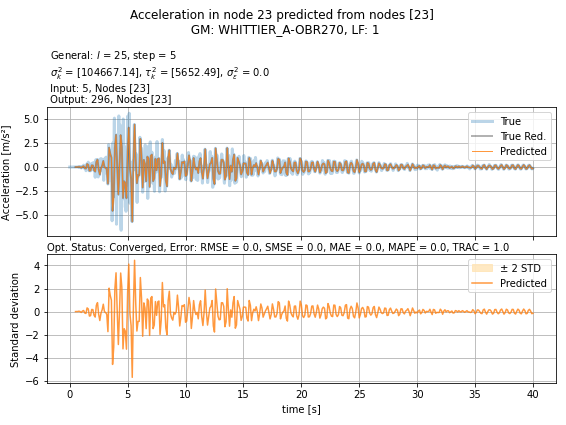 Acceleration in node 23 predicted from nodes [23]
GM: WHITTIER_A-OBR270, LF: 1
General: l = 25, step = 5
σ²ₖ = [104667.14], τ²ₖ = [5652.49], σ²ₑ = 0.0
Input: 5, Nodes [23]
Output: 296, Nodes [23]
Acceleration [m/s²]
5.0
2.5
0.0
−2.5
−5.0
True
True Red.
Predicted
Opt. Status: Converged, Error: RMSE = 0.0, SMSE = 0.0, MAE = 0.0, MAPE = 0.0, TRAC = 1.0
Standard deviation
4
2
0
−2
−4
−6
± 2 STD
Predicted
0 5 10 15 20 25 30 35 40
time [s]